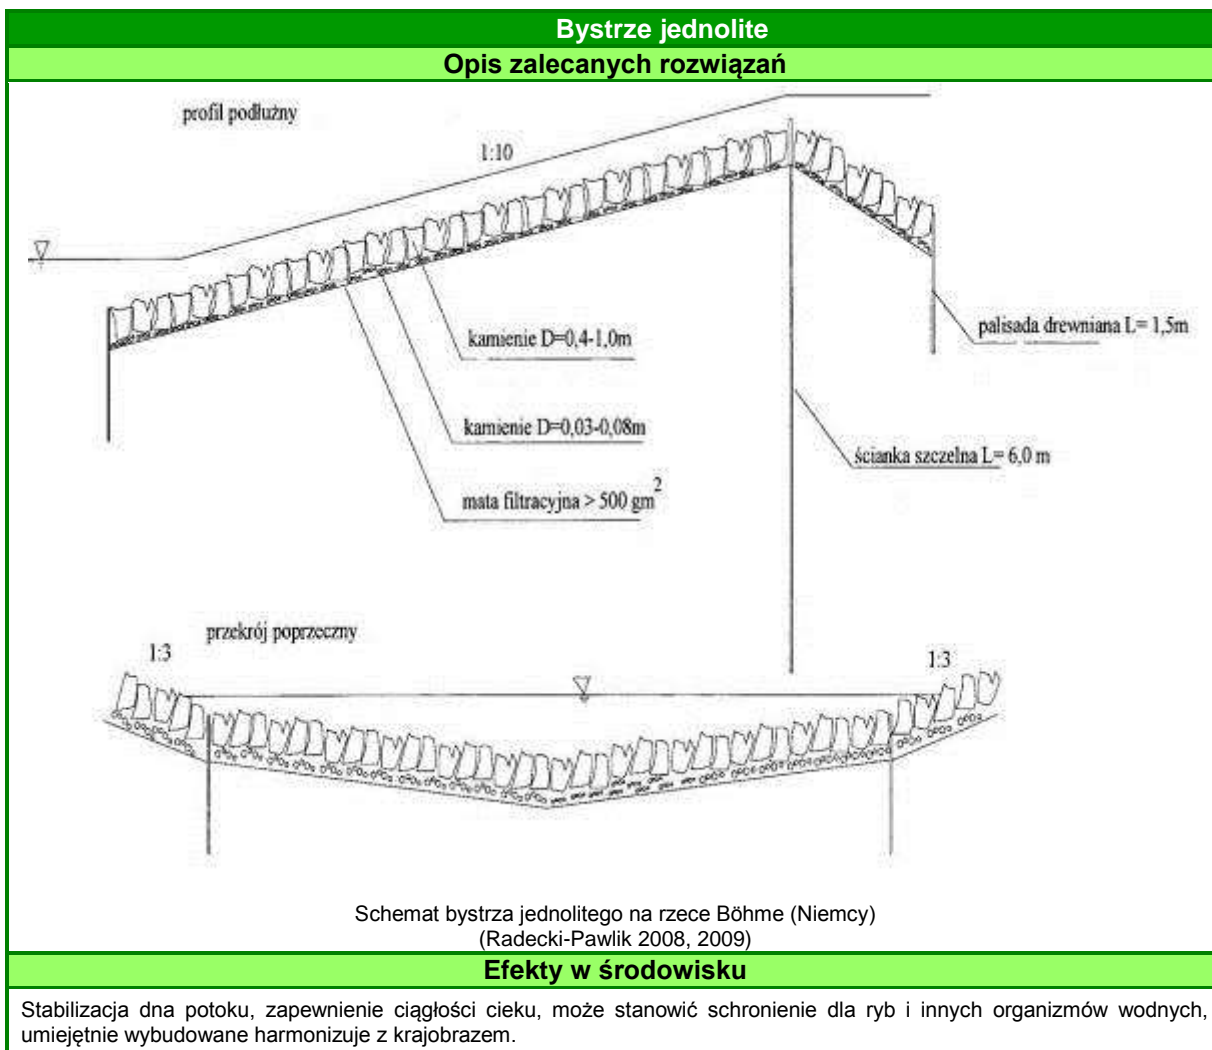 Bystrze jednolite
Opis zalecanych rozwiązań
profil podłużny
1:10
palisada drewniana L= 1,5m
kamienie D=0,4-1,0m
kamienie D=0,03-0,08m
ścianka szczelna L= 6,0 m
mata filtracyjna > 500 gm²
przekrój poprzeczny
1:3
1:3
Schemat bystrza jednolitego na rzece Böhme (Niemcy)
(Radecki-Pawlik 2008, 2009)
Efekty w środowisku
Stabilizacja dna potoku, zapewnienie ciągłości cieku, może stanowić schronienie dla ryb i innych organizmów wodnych,
umiejętnie wybudowane harmonizuje z krajobrazem.